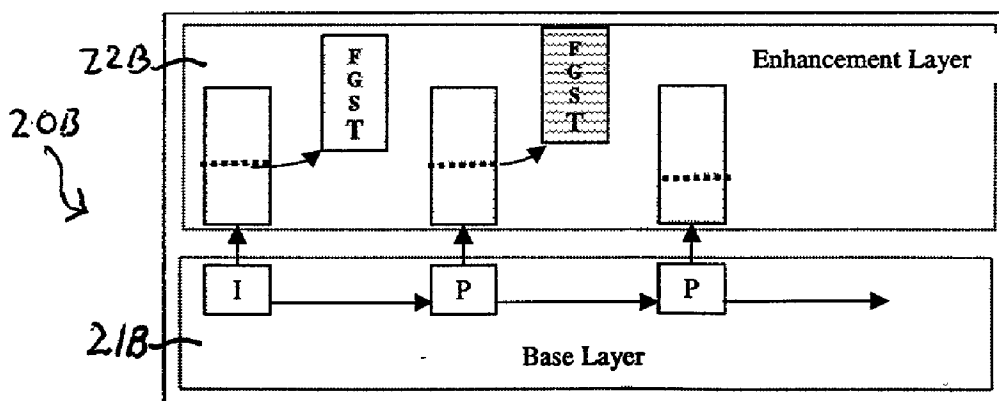 22B
Enhancement Layer
F
G
S
T
F
G
S
T
20B
I
P
P
21B
Base Layer